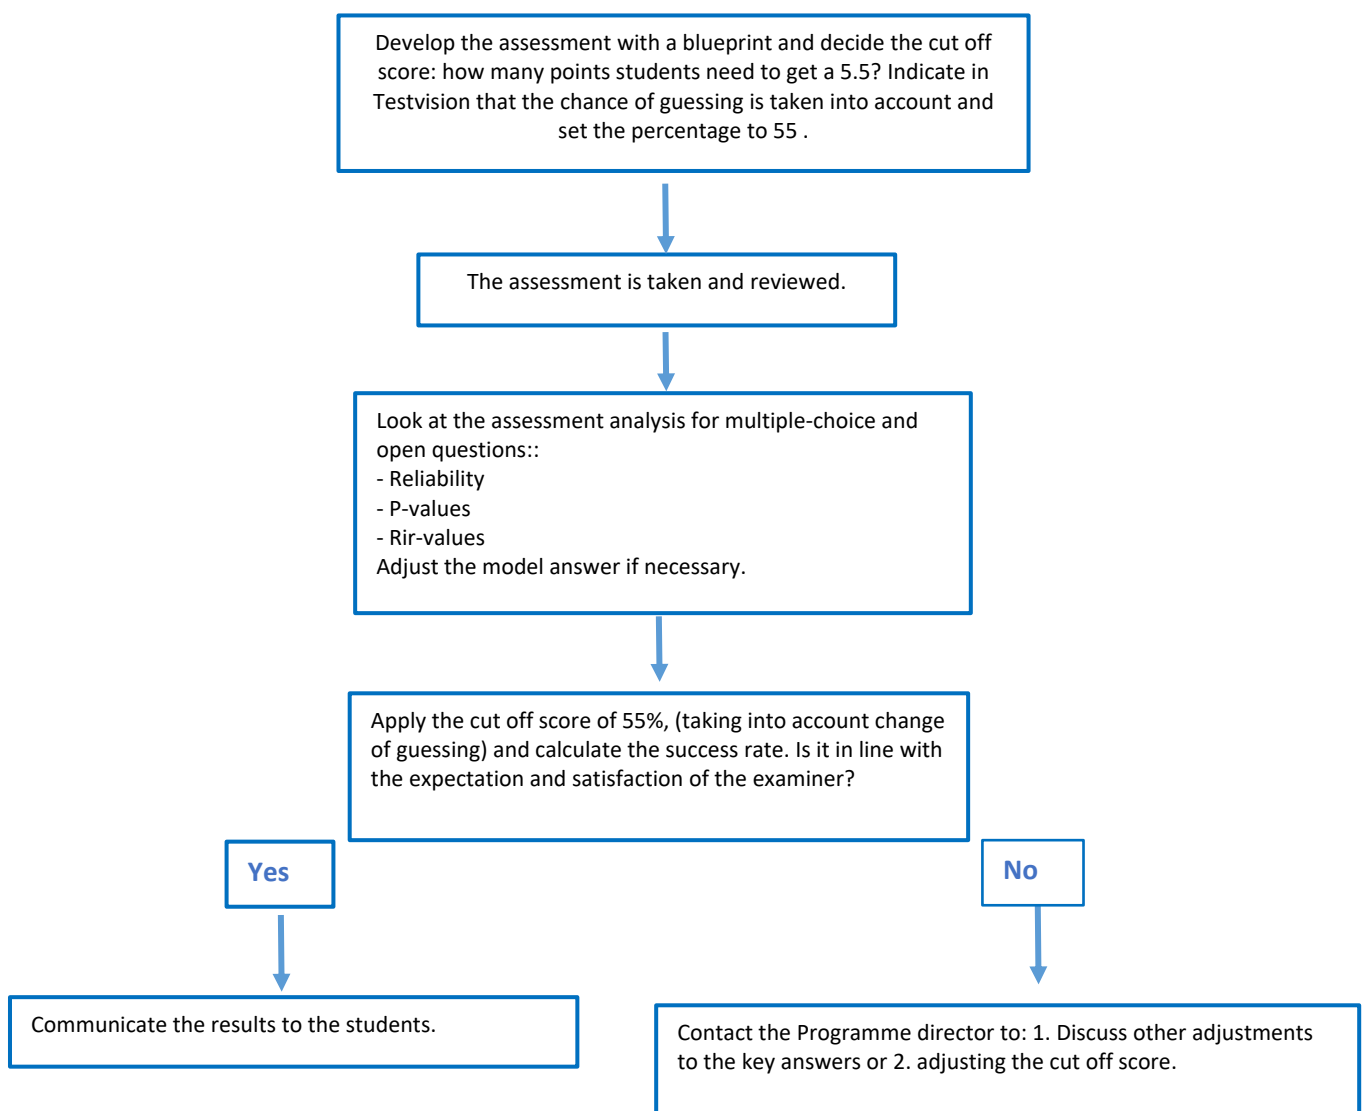 Develop the assessment with a blueprint and decide the cut off
score: how many points students need to get a 5.5? Indicate in
Testvision that the chance of guessing is taken into account and
set the percentage to 55 .
The assessment is taken and reviewed.
Look at the assessment analysis for multiple-choice and
open questions::
- Reliability
- P-values
- Rir-values
Adjust the model answer if necessary.
Apply the cut off score of 55%, (taking into account change
of guessing) and calculate the success rate. Is it in line with
the expectation and satisfaction of the examiner?
Yes
No
Communicate the results to the students.
Contact the Programme director to: 1. Discuss other adjustments
to the key answers or 2. adjusting the cut off score.